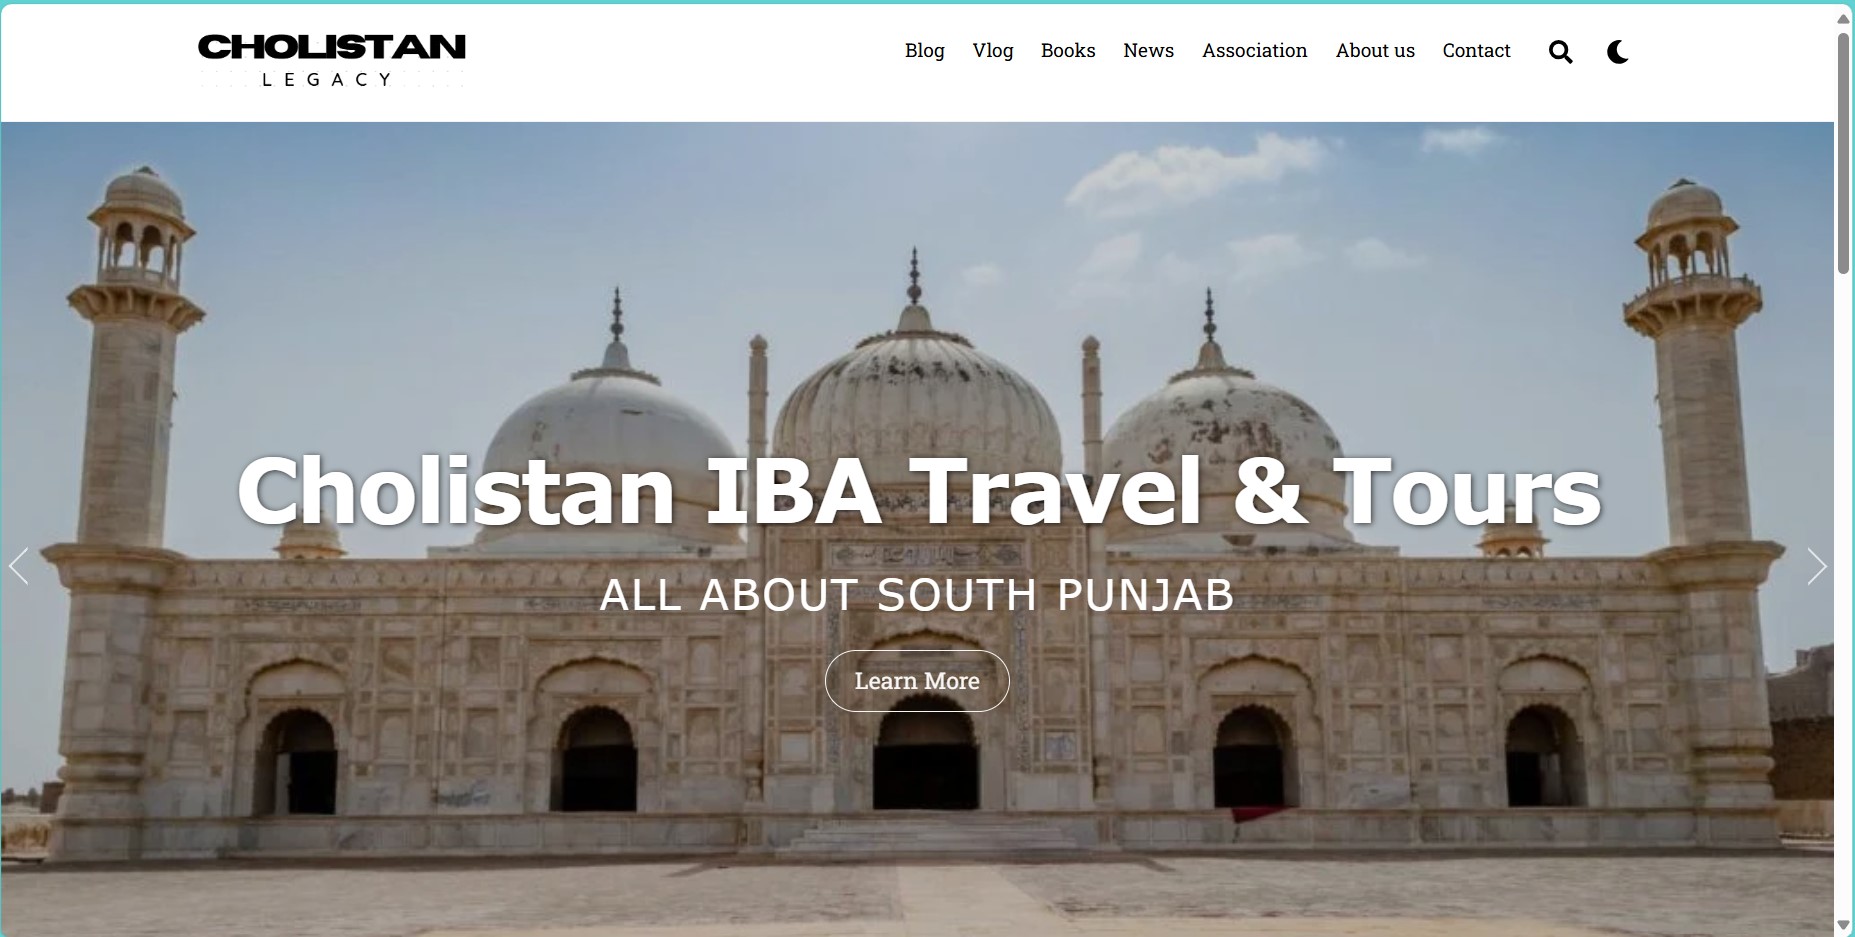 CHOLISTAN
LEGACY
Blog Vlog Books News Association About us Contact
Cholistan IBA Travel & Tours
ALL ABOUT SOUTH PUNJAB
Learn More